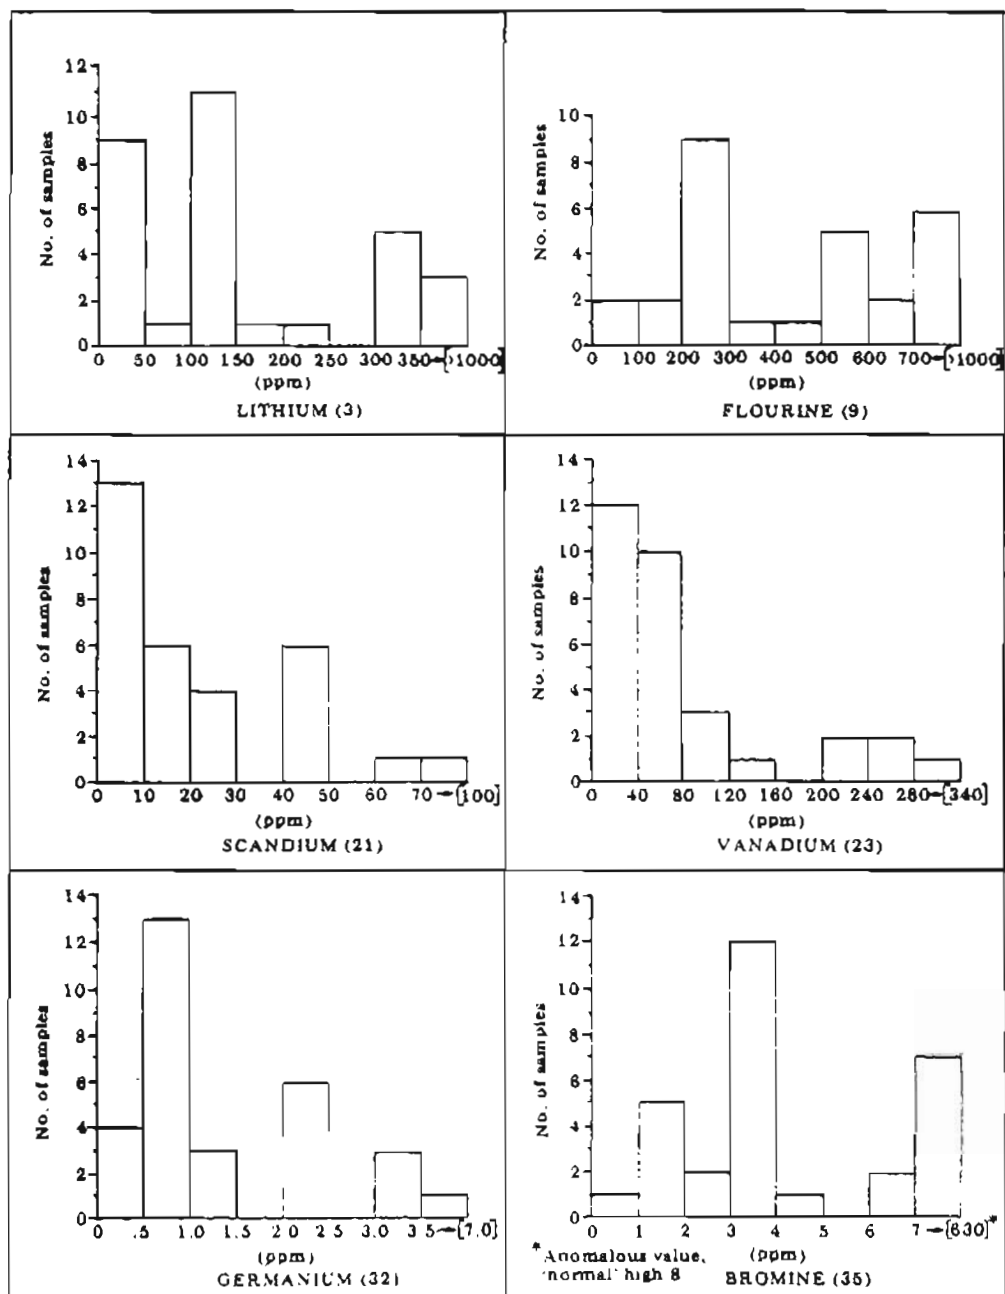 12
10
8
6
4
2
0
No. of samples
0 50 100 150 200 250 300 350→[>1000]
(ppm)
LITHIUM (3)
10
8
6
4
2
0
No. of samples
0 100 200 300 400 500 600 700→[>1000]
(ppm)
FLOURINE (9)
14
12
10
8
6
4
2
0
No. of samples
0 10 20 30 40 50 60 70→[100]
(ppm)
SCANDIUM (21)
14
12
10
8
6
4
2
0
No. of samples
0 40 80 120 160 200 240 280→[340]
(ppm)
VANADIUM (23)
14
12
10
8
6
4
2
0
No. of samples
0 .5 1.0 1.5 2.0 2.5 3.0 3.5→[7.0]
(ppm)
GERMANIUM (32)
14
12
10
8
6
4
2
0
No. of samples
0 1 2 3 4 5 6 7→[630]*
(ppm)
*Anomalous value,
'normal' high 8
BROMINE (35)